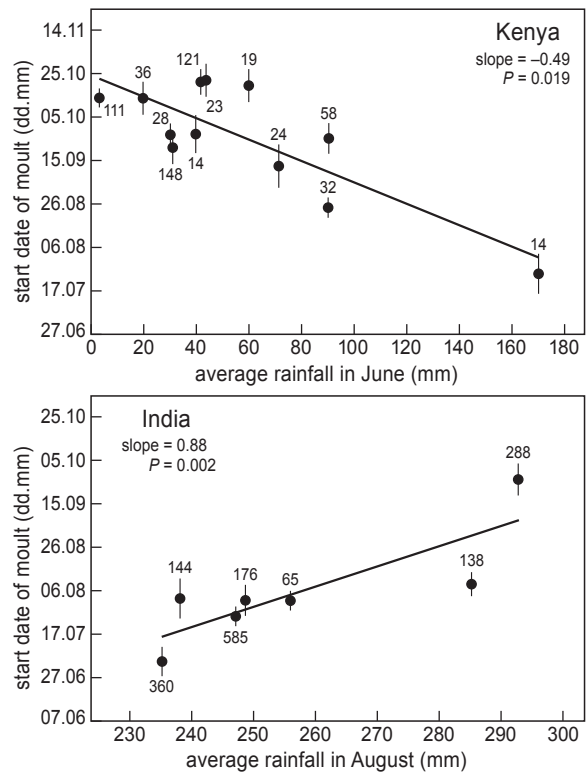 Kenya
slope = –0.49
P = 0.019
start date of moult (dd.mm)
14.11
25.10
05.10
15.09
26.08
06.08
17.07
27.06
111
36
28
148
14
121
23
19
24
58
32
14
0 20 40 60 80 100 120 140 160 180
average rainfall in June (mm)
India
slope = 0.88
P = 0.002
start date of moult (dd.mm)
25.10
05.10
15.09
26.08
06.08
17.07
27.06
07.06
360
144
585
176
65
138
288
230 240 250 260 270 280 290 300
average rainfall in August (mm)